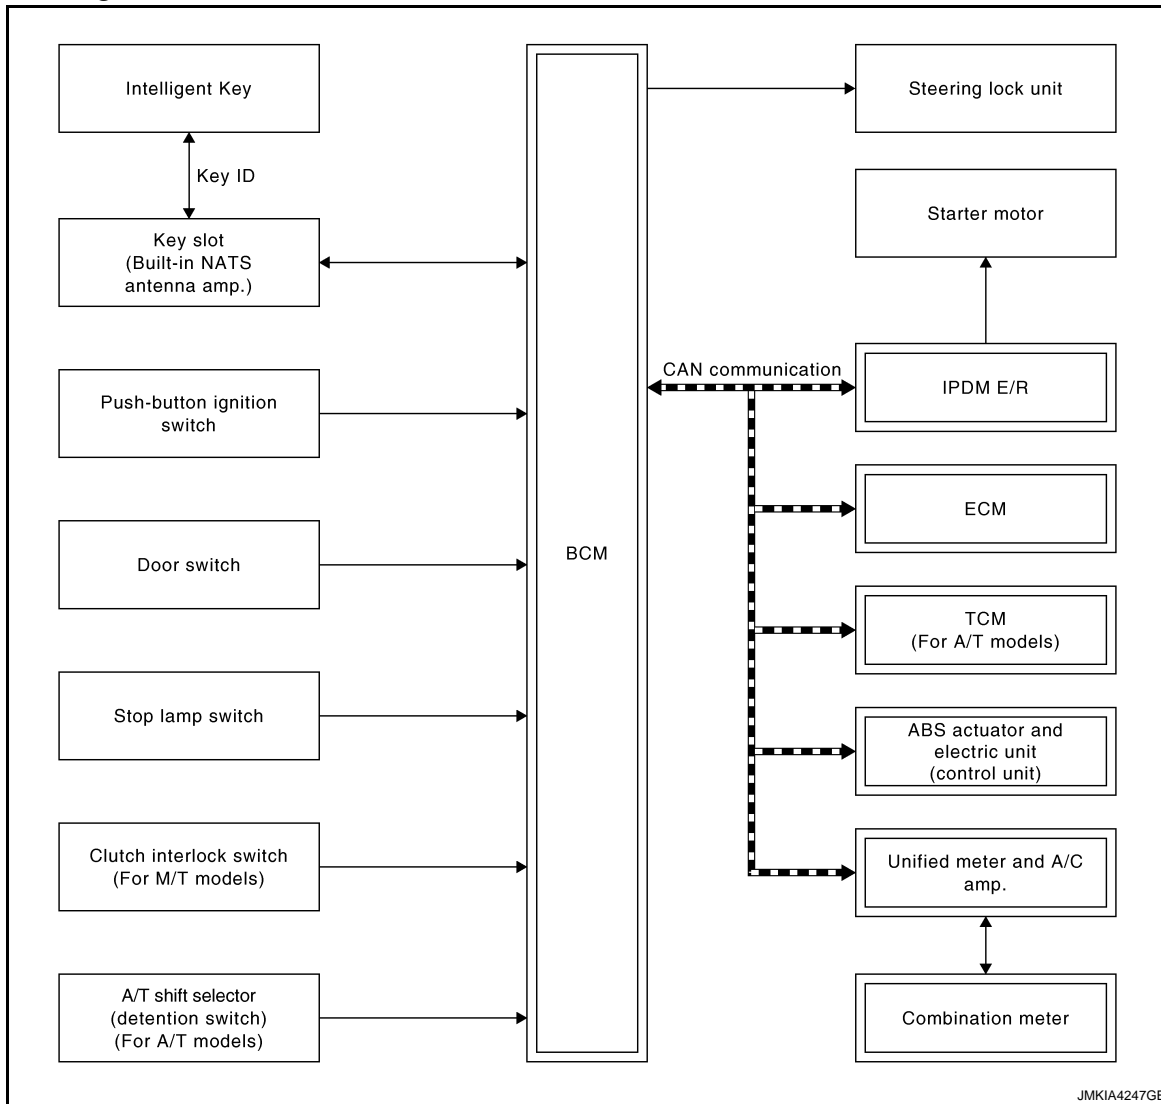 Intelligent Key
Key ID
Key slot
(Built-in NATS
antenna amp.)
Push-button ignition
switch
Door switch
Stop lamp switch
Clutch interlock switch
(For M/T models)
A/T shift selector
(detention switch)
(For A/T models)
BCM
CAN communication
Steering lock unit
Starter motor
IPDM E/R
ECM
TCM
(For A/T models)
ABS actuator and
electric unit
(control unit)
Unified meter and A/C
amp.
Combination meter